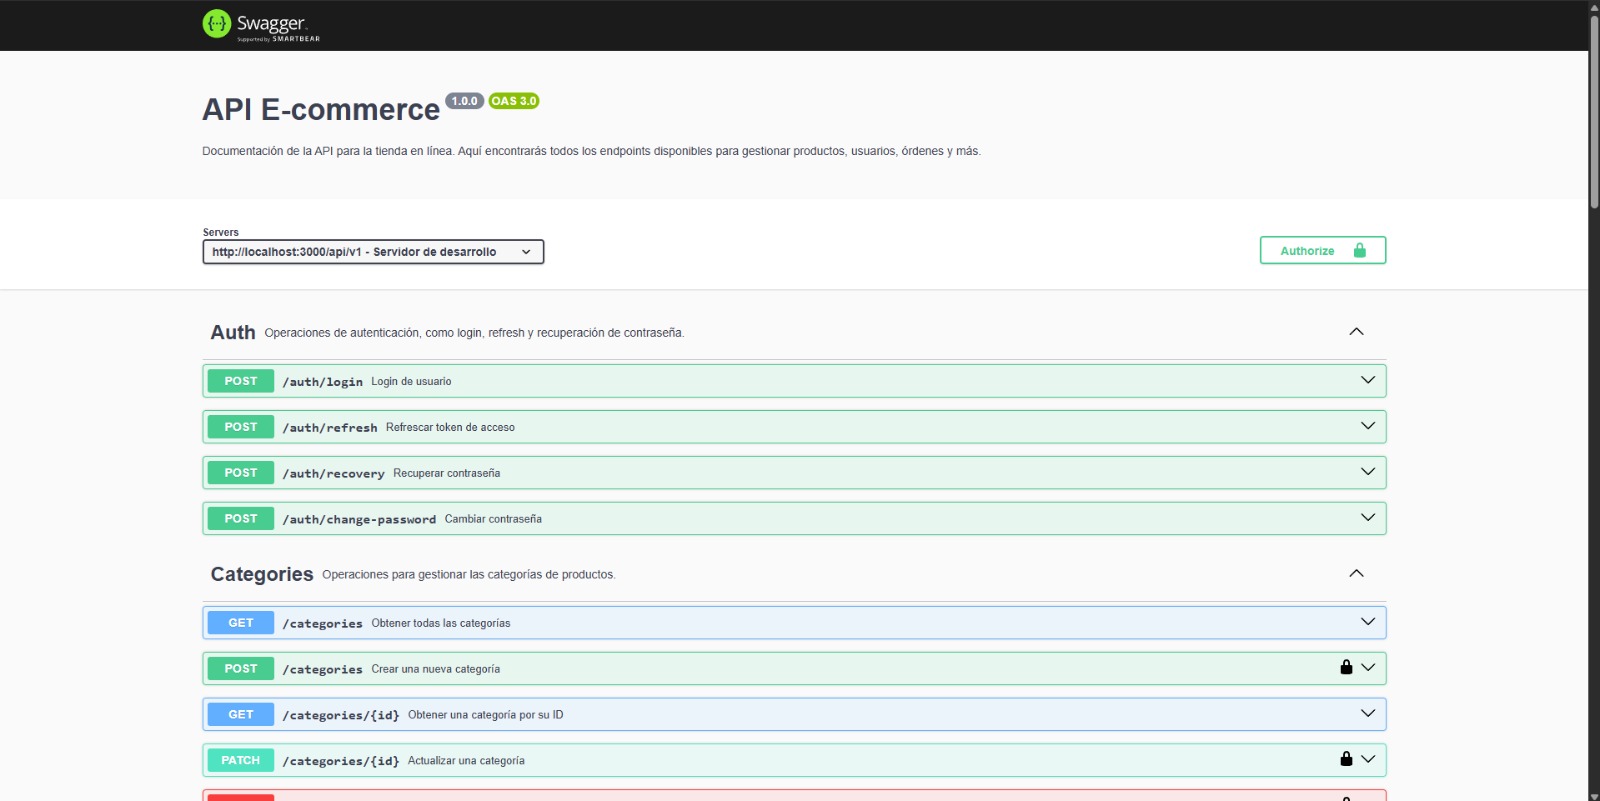 Swagger.
Supported by SMARTBEAR
API E-commerce 1.0.0 OAS 3.0
Documentación de la API para la tienda en línea. Aquí encontrarás todos los endpoints disponibles para gestionar productos, usuarios, órdenes y más.
Servers
http://localhost:3000/api/v1 - Servidor de desarrollo
Authorize
Auth Operaciones de autenticación, como login, refresh y recuperación de contraseña.
POST /auth/login Login de usuario
POST /auth/refresh Refrescar token de acceso
POST /auth/recovery Recuperar contraseña
POST /auth/change-password Cambiar contraseña
Categories Operaciones para gestionar las categorías de productos.
GET /categories Obtener todas las categorías
POST /categories Crear una nueva categoría
GET /categories/{id} Obtener una categoría por su ID
PATCH /categories/{id} Actualizar una categoría